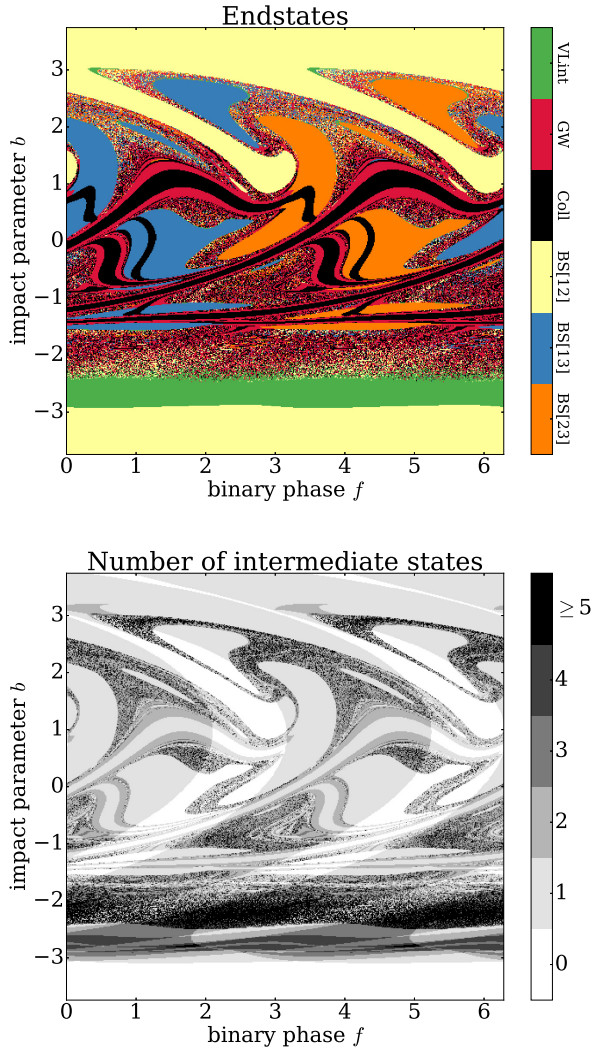 Endstates
impact parameter b
3
2
1
0
−1
−2
−3
0 1 2 3 4 5 6
binary phase f
VLint
GW
Coll
BS[12]
BS[13]
BS[23]
Number of intermediate states
impact parameter b
3
2
1
0
−1
−2
−3
0 1 2 3 4 5 6
binary phase f
≥ 5
4
3
2
1
0